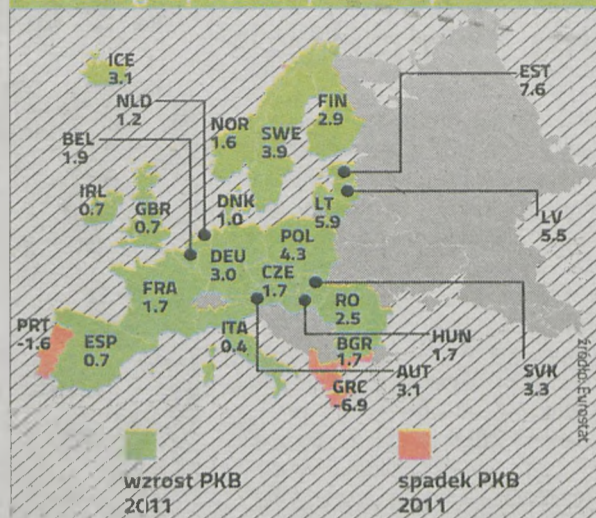 ICE
3.1
NLD
1.2
BEL
1.9
IRL
0.7
GBR
0.7
NOR
1.6
SWE
3.9
FIN
2.9
EST
7.6
DNK
1.0
LT
5.9
LV
5.5
POL
4.3
DEU
3.0
CZE
1.7
FRA
1.7
RO
2.5
PRT
-1.6
ESP
0.7
ITA
0.4
BGR
1.7
HUN
1.7
GRC
-6.9
AUT
3.1
SVK
3.3
źródło: Eurostat
wzrost PKB
2011
spadek PKB
2011